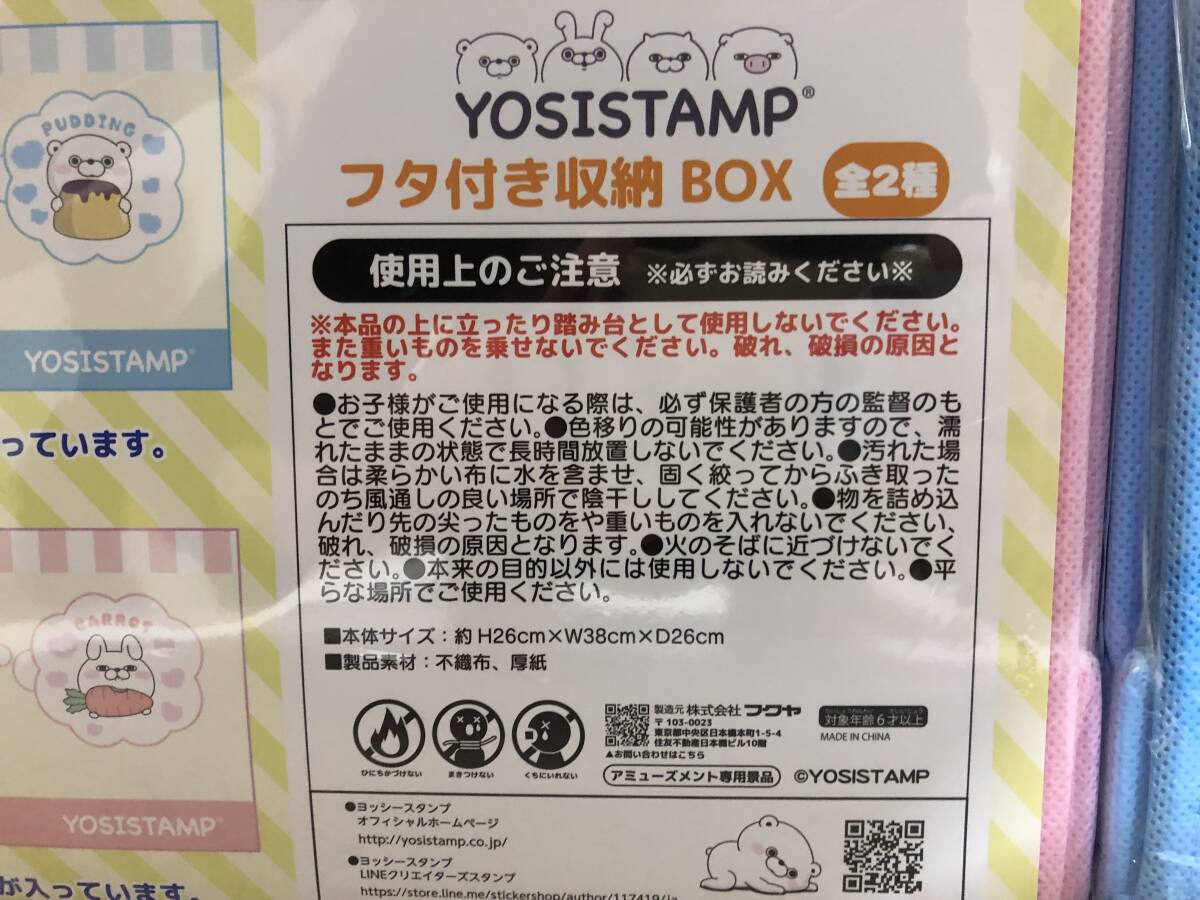 YOSISTAMP®
フタ付き収納 BOX 全2種
PUDDING
YOSISTAMP®
っています。
CARROT
YOSISTAMP®
が入っています。
使用上のご注意 ※必ずお読みください※
※本品の上に立ったり踏み台として使用しないでください。
また重いものを乗せないでください。破れ、破損の原因と
なります。
●お子様がご使用になる際は、必ず保護者の方の監督のも
とでご使用ください。●色移りの可能性がありますので、濡
れたままの状態で長時間放置しないでください。●汚れた場
合は柔らかい布に水を含ませ、固く絞ってからふき取った
のち風通しの良い場所で陰干ししてください。●物を詰め込
んだり先の尖ったものをや重いものを入れないでください、
破れ、破損の原因となります。●火のそばに近づけないでく
ださい。●本来の目的以外には使用しないでください。●平
らな場所でご使用ください。
■本体サイズ：約 H26cm×W38cm×D26cm
■製品素材：不織布、厚紙
ひにちかづけない
まきつけない
くちにいれない
製造元 株式会社 フクヤ
〒103-0023
東京都中央区日本橋本町1-5-4
住友不動産日本橋ビル10階
▲お問い合わせはこちら
アミューズメント専用景品
対象年齢6才以上
MADE IN CHINA
©YOSISTAMP
●ヨッシースタンプ
オフィシャルホームページ
http://yosistamp.co.jp/
●ヨッシースタンプ
LINEクリエイターズスタンプ
https://store.line.me/stickershop/author/117419/ja